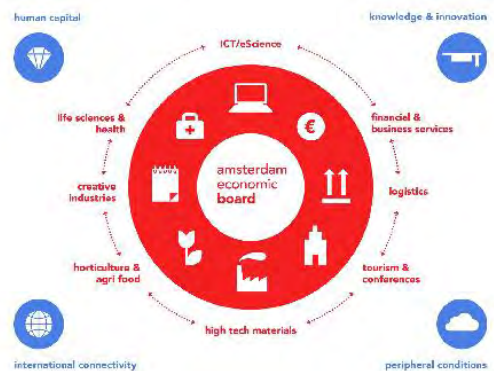 human capital
knowledge & innovation
ICT/eScience
life sciences &
health
financial &
business services
€
amsterdam
economic
board
creative
industries
logistics
horticulture &
agri food
tourism &
conferences
high tech materials
international connectivity
peripheral conditions